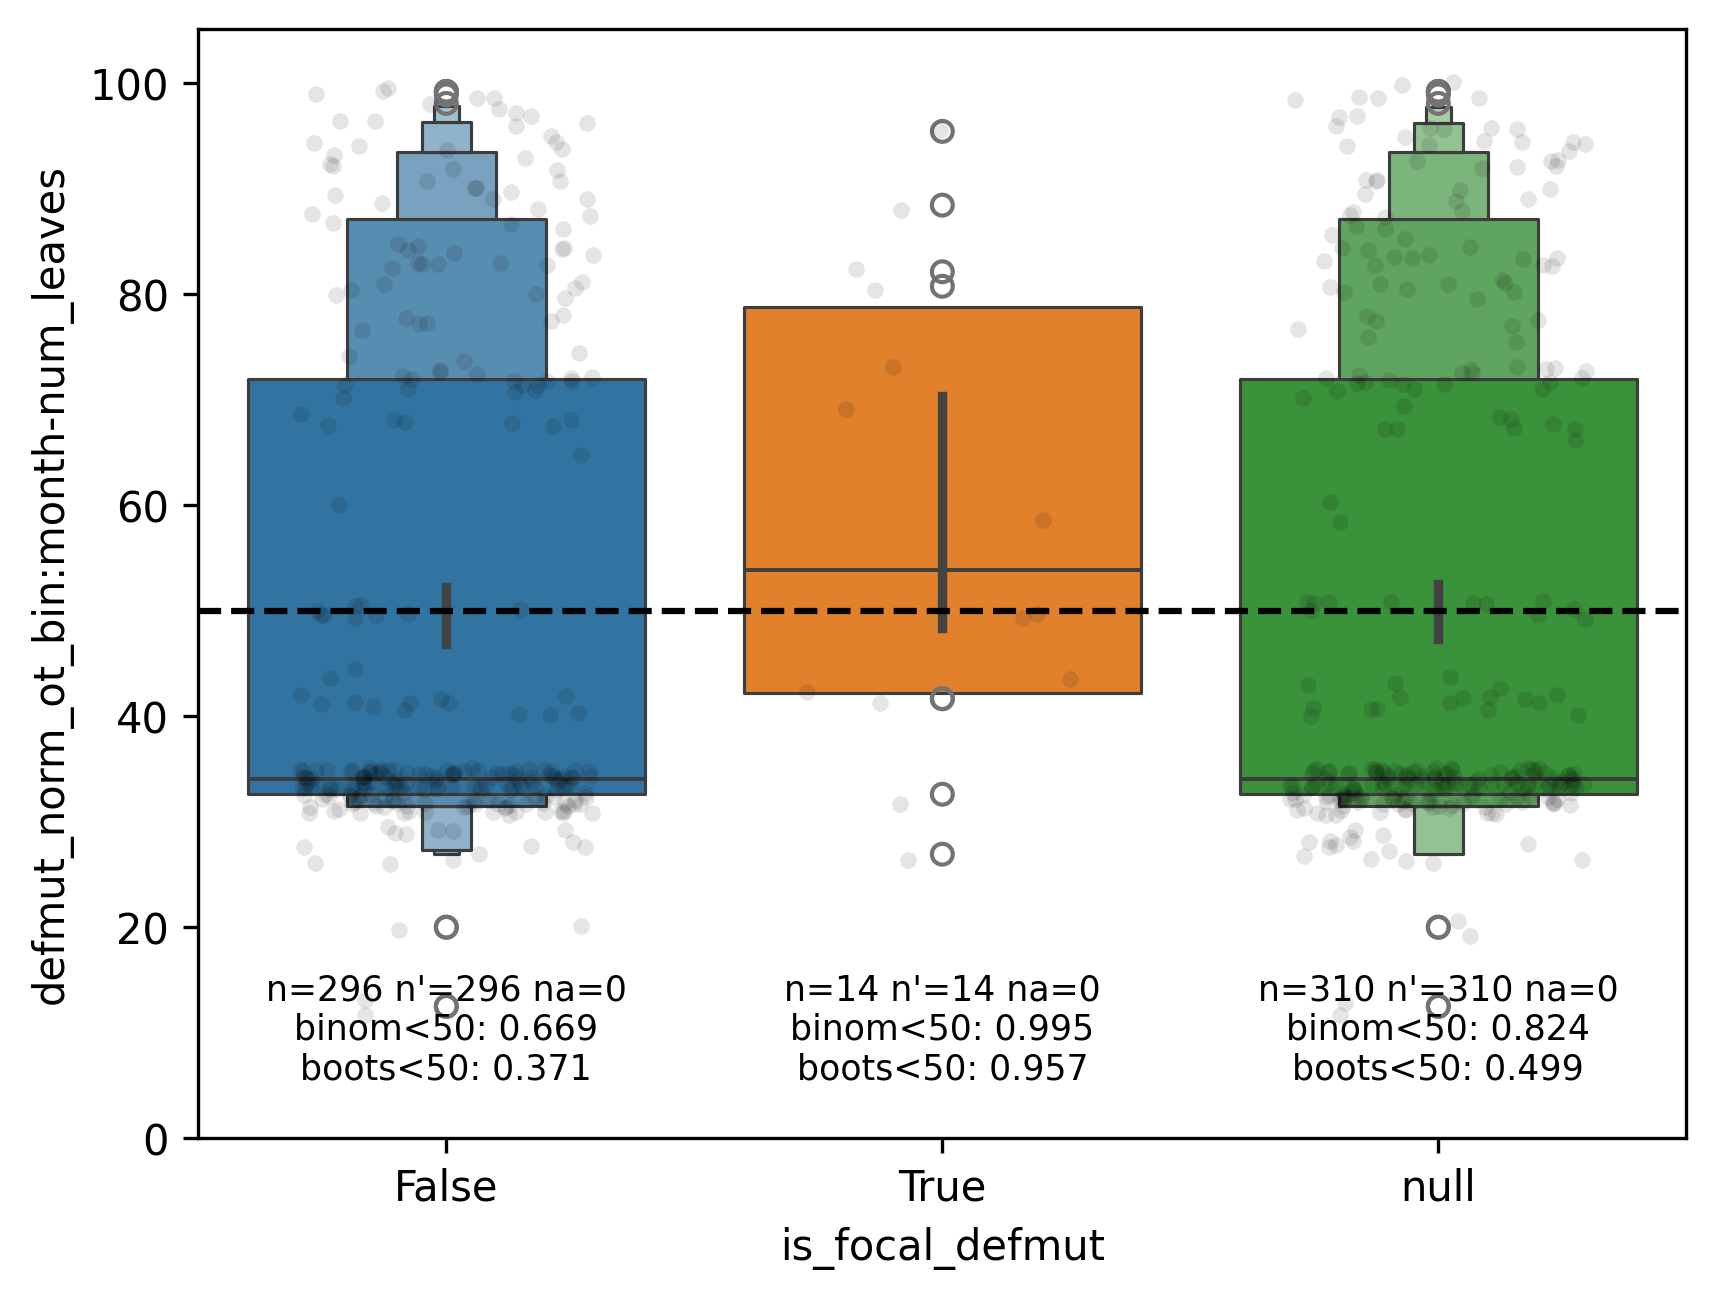 100
80
60
40
20
0
defmut_norm_ot_bin:month-num_leaves
n=296 n'=296 na=0
binom<50: 0.669
boots<50: 0.371
n=14 n'=14 na=0
binom<50: 0.995
boots<50: 0.957
n=310 n'=310 na=0
binom<50: 0.824
boots<50: 0.499
False
True
null
is_focal_defmut